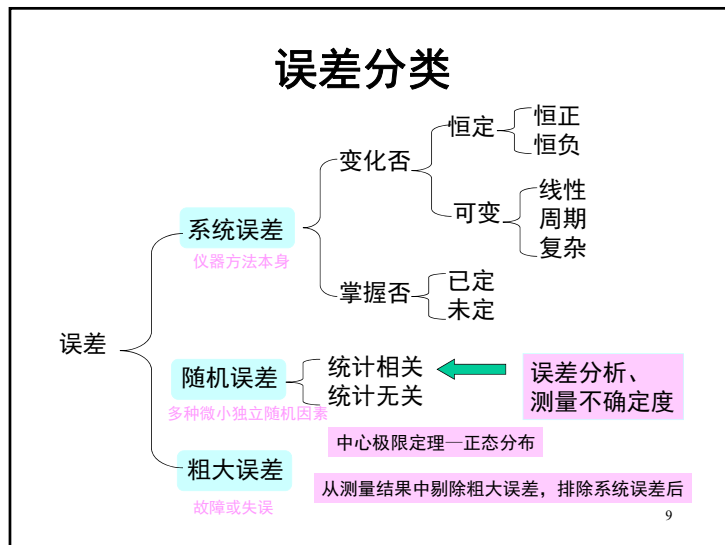 误差分类
误差
系统误差
仪器方法本身
变化否
恒定
恒正
恒负
可变
线性
周期
复杂
掌握否
已定
未定
随机误差
多种微小独立随机因素
统计相关
统计无关
误差分析、
测量不确定度
中心极限定理—正态分布
粗大误差
故障或失误
从测量结果中剔除粗大误差，排除系统误差后
9